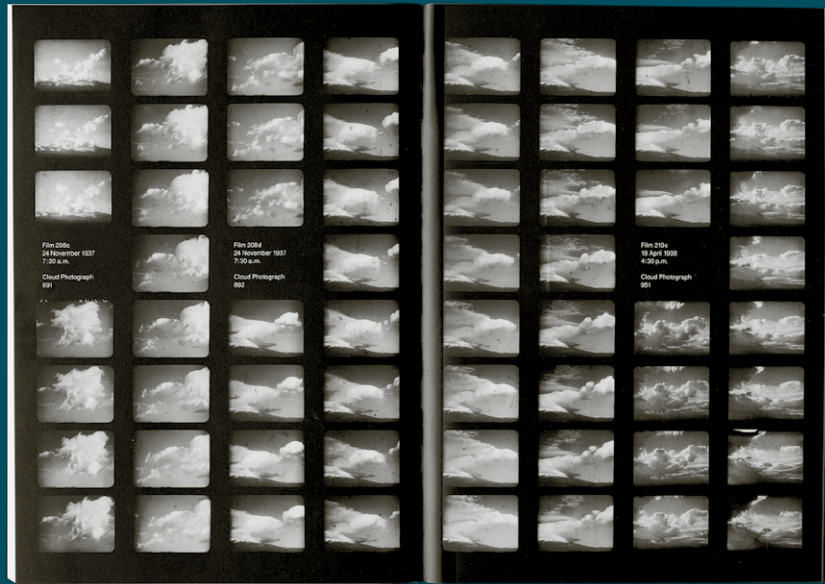 Film 208c
24 November 1937
7:20 a.m.
Cloud Photograph
891
Film 208d
24 November 1937
7:30 a.m.
Cloud Photograph
892
Film 219c
18 April 1938
4:30 p.m.
Cloud Photograph
951